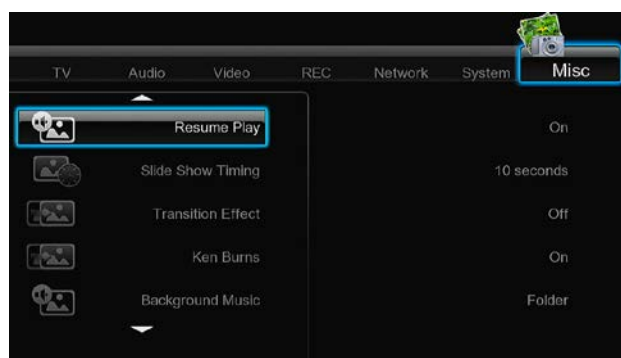 TV Audio Video REC Network System Misc
Resume Play On
Slide Show Timing 10 seconds
Transition Effect Off
Ken Burns On
Background Music Folder